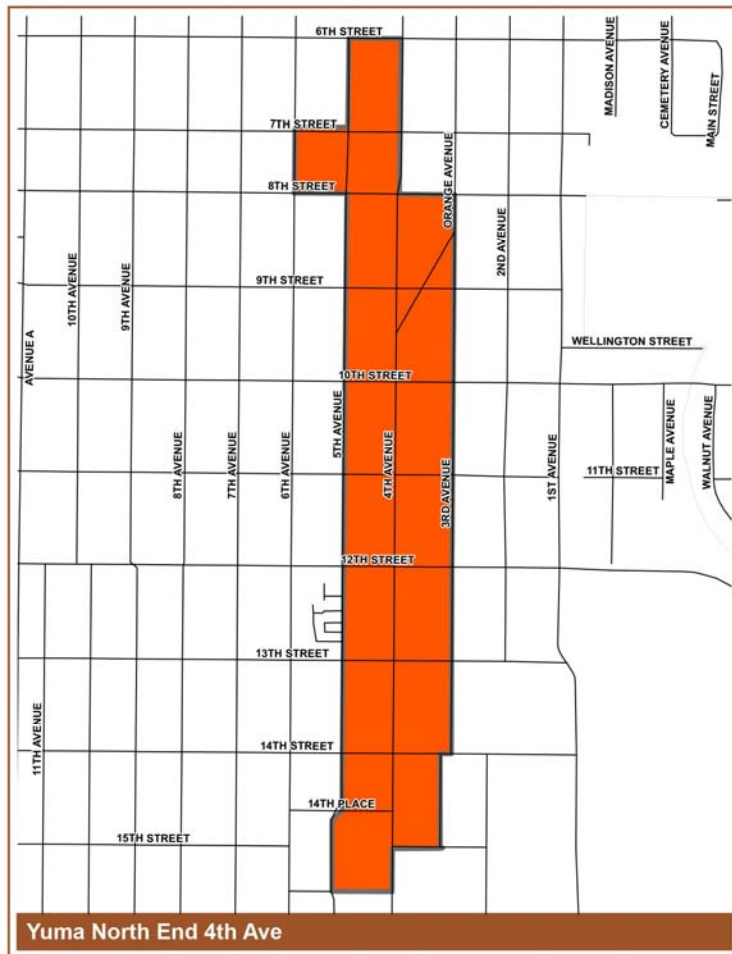 6TH STREET
MADISON AVENUE
CEMETERY AVENUE
MAIN STREET
7TH STREET
8TH STREET
ORANGE AVENUE
2ND AVENUE
10TH AVENUE
9TH AVENUE
9TH STREET
AVENUE A
WELLINGTON STREET
10TH STREET
8TH AVENUE
7TH AVENUE
6TH AVENUE
5TH AVENUE
4TH AVENUE
3RD AVENUE
1ST AVENUE
11TH STREET
MAPLE AVENUE
WALNUT AVENUE
12TH STREET
13TH STREET
11TH AVENUE
14TH STREET
14TH PLACE
15TH STREET
Yuma North End 4th Ave